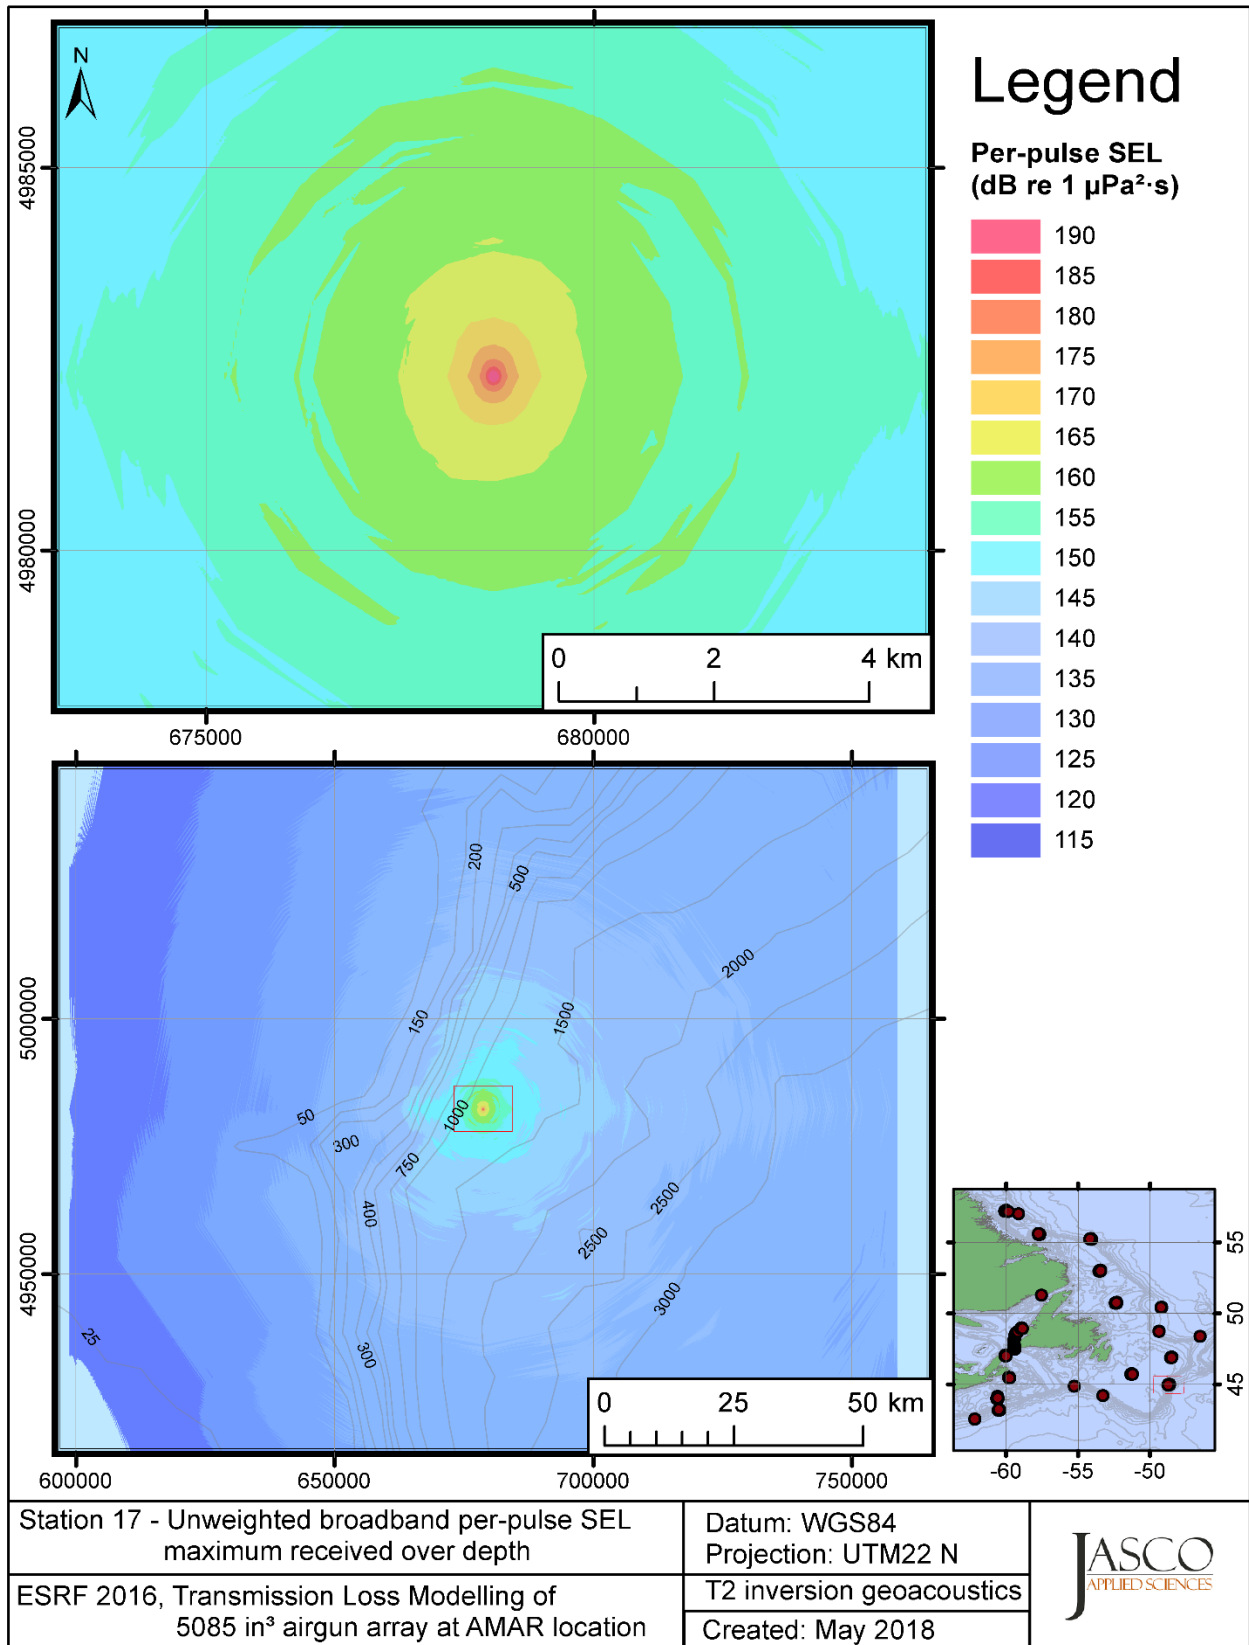 N
4985000
4980000
0 2 4 km
675000 680000
Legend
Per-pulse SEL
(dB re 1 µPa²·s)
190
185
180
175
170
165
160
155
150
145
140
135
130
125
120
115
5000000
4950000
200
500
2000
150
1500
50
300
1000
750
400
2500
2500
3000
300
25
0 25 50 km
600000 650000 700000 750000
55
50
45
-60 -55 -50
Station 17 - Unweighted broadband per-pulse SEL
maximum received over depth
ESRF 2016, Transmission Loss Modelling of
5085 in³ airgun array at AMAR location
Datum: WGS84
Projection: UTM22 N
T2 inversion geoacoustics
Created: May 2018
JASCO
APPLIED SCIENCES